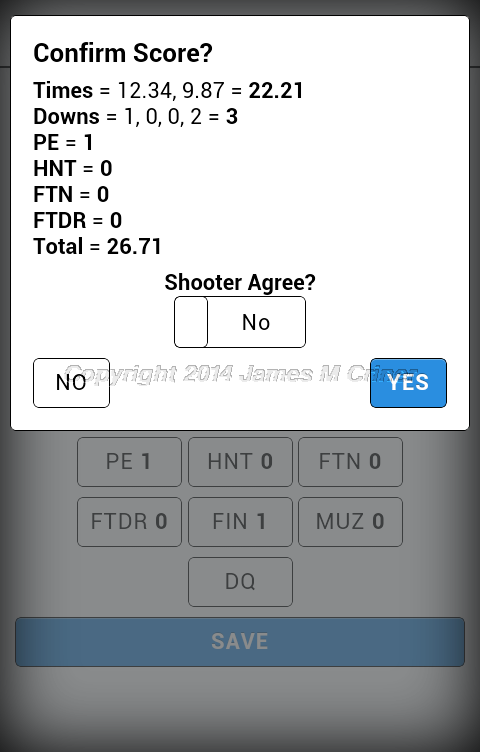 Confirm Score?
Times = 12.34, 9.87 = 22.21
Downs = 1, 0, 0, 2 = 3
PE = 1
HNT = 0
FTN = 0
FTDR = 0
Total = 26.71
Shooter Agree?
No
Copyright 2014 James M
NO YES
PE 1 HNT 0 FTN 0
FTDR 0 FIN 1 MUZ 0
DQ
SAVE